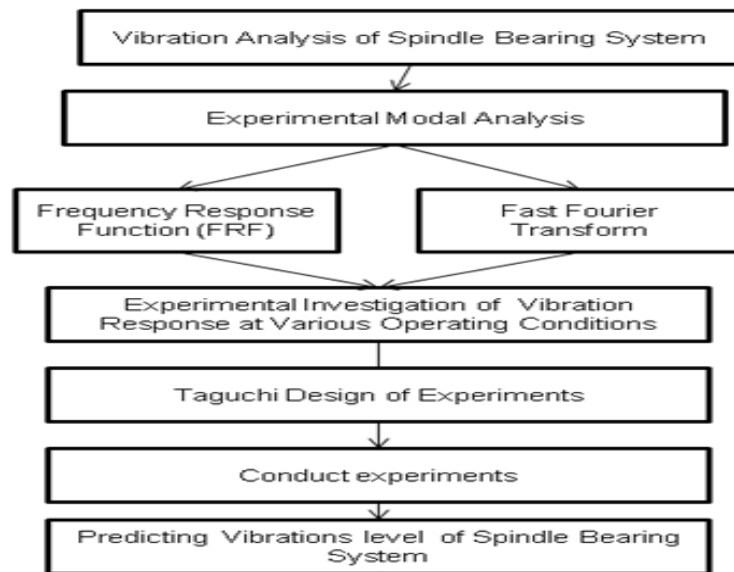 Vibration Analysis of Spindle Bearing System
Experimental Modal Analysis
Frequency Response
Function (FRF)
Fast Fourier
Transform
Experimental Investigation of Vibration
Response at Various Operating Conditions
Taguchi Design of Experiments
Conduct experiments
Predicting Vibrations level of Spindle Bearing
System